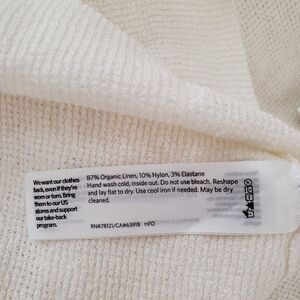 We want our clothes
back, even if they're
worn or torn. Bring
them to our US
stores and support
our take-back
program.
87% Organic Linen, 10% Nylon, 3% Elastane
Hand wash cold, inside out. Do not use bleach. Reshape
and lay flat to dry. Use cool iron if needed. May be dry
cleaned.
RN#78121/CA#63918 HFO